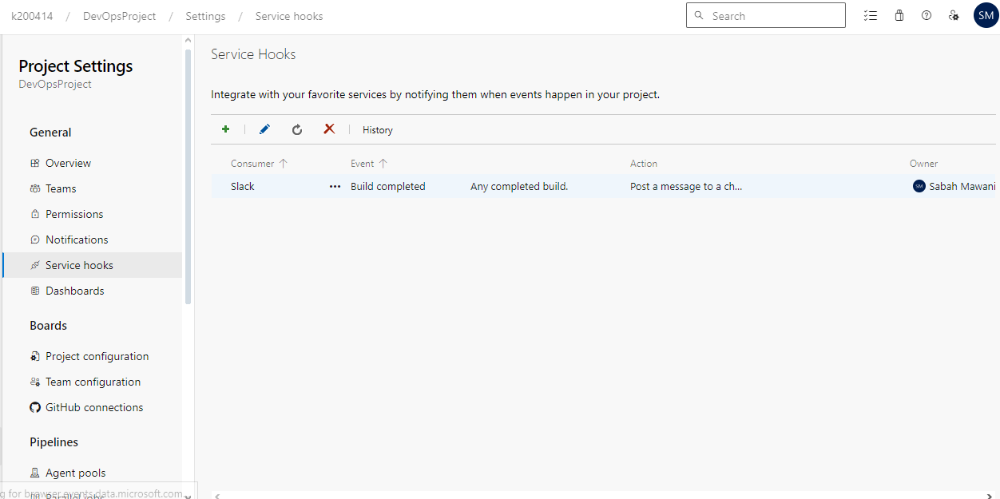 k200414 / DevOpsProject / Settings / Service hooks
Search
SM
Project Settings
DevOpsProject
General
Overview
Teams
Permissions
Notifications
Service hooks
Dashboards
Boards
Project configuration
Team configuration
GitHub connections
Pipelines
Agent pools
Parallel jobs
g for browser.events.data.microsoft.com...
Service Hooks
Integrate with your favorite services by notifying them when events happen in your project.
History
Consumer Event Action Owner
Slack ... Build completed Any completed build. Post a message to a ch... SM Sabah Mawani